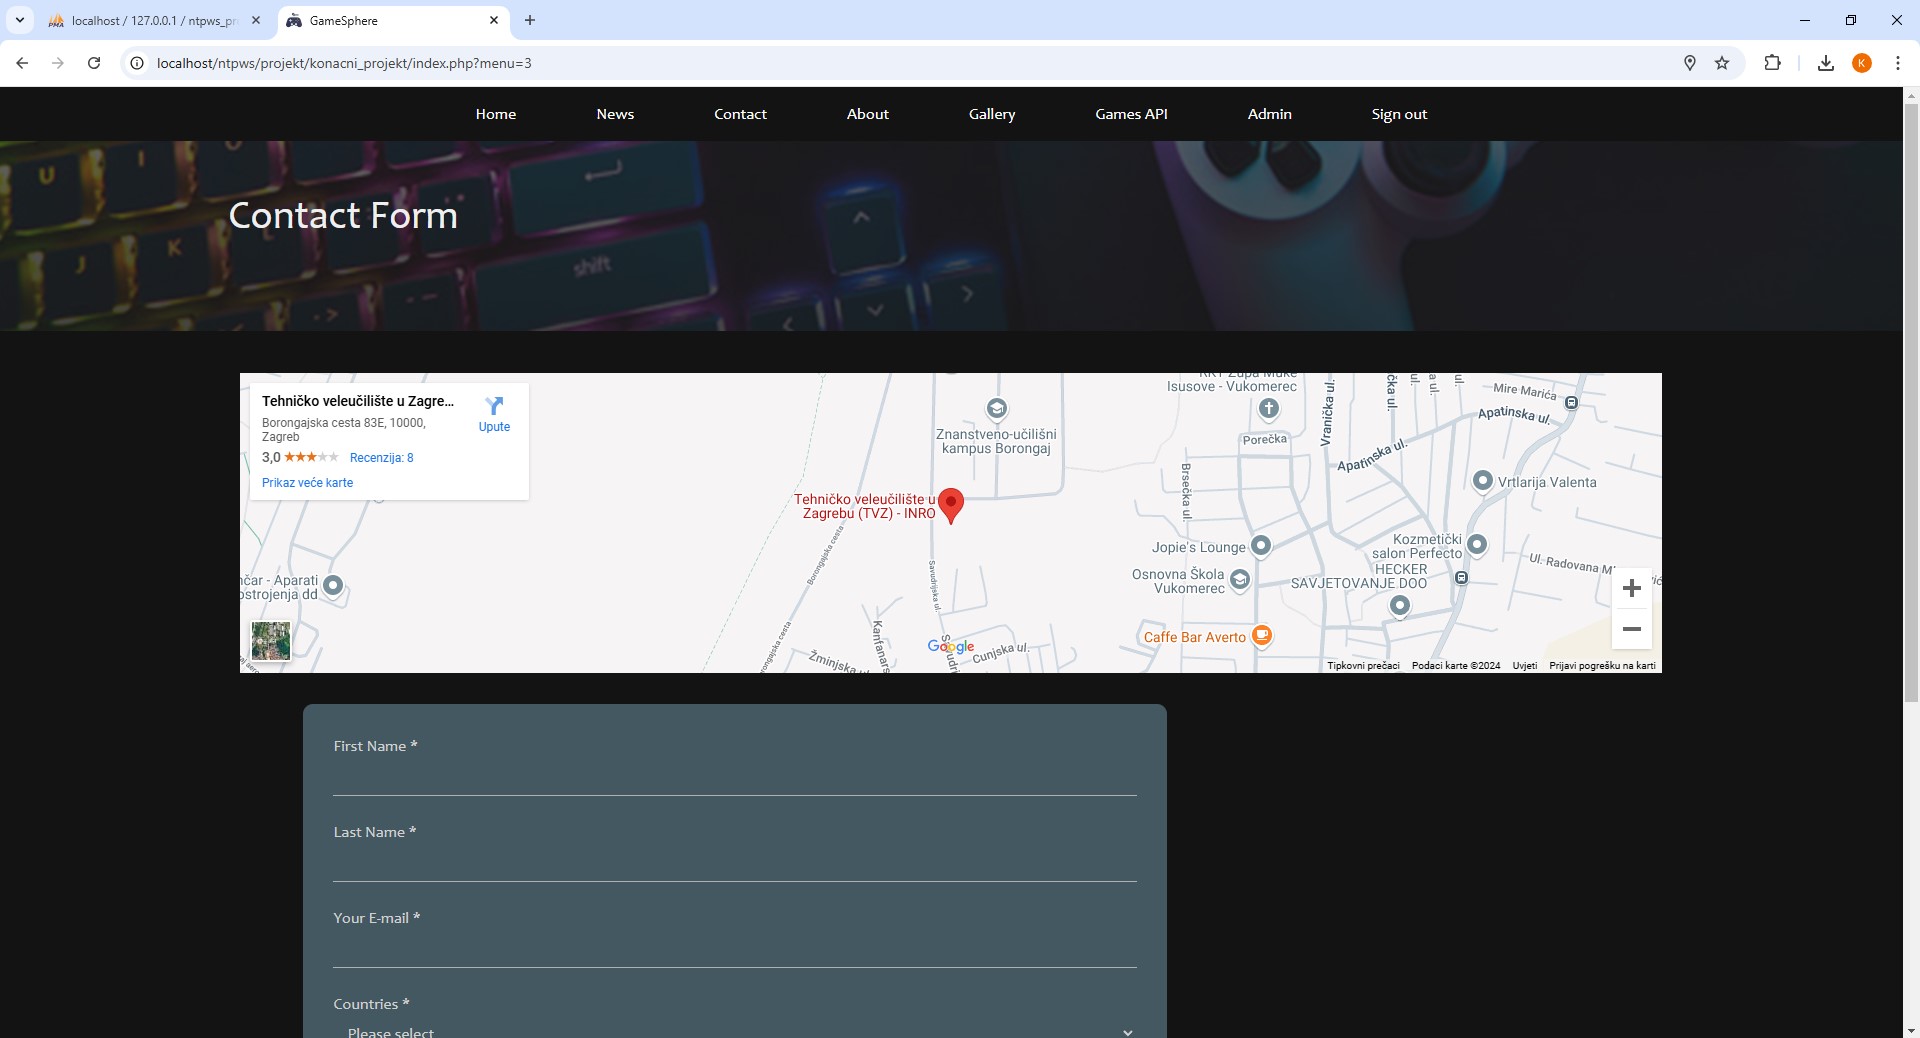 localhost / 127.0.0.1 / ntpws_pr
GameSphere
localhost/ntpws/projekt/konacni_projekt/index.php?menu=3
K
Home
News
Contact
About
Gallery
Games API
Admin
Sign out
U
I
O
J
K
shift
Contact Form
Tehničko veleučilište u Zagre...
Borongajska cesta 83E, 10000,
Zagreb
Upute
3,0
Recenzija: 8
Prikaz veće karte
Znanstveno-učilišni
kampus Borongaj
Tehničko veleučilište u
Zagrebu (TVZ) - INRO
Borongajska cesta
Savudrijska ul.
Isusove - Vukomerec
Porečka
Vranička ul.
Brsečka ul.
Apatinska ul.
Mire Marića
Apatinska ul.
Vrtlarija Valenta
Jopie's Lounge
Osnovna Škola
Vukomerec
Kozmetički
salon Perfecto
HECKER
SAVJETOVANJE DOO
Caffe Bar Averto
nčar - Aparati
ostrojenja dd
Žminjska
Kanfanars
Cunjska ul.
Google
Tipkovni prečaci
Podaci karte ©2024
Uvjeti
Prijavi pogrešku na karti
First Name *
Last Name *
Your E-mail *
Countries *
Please select